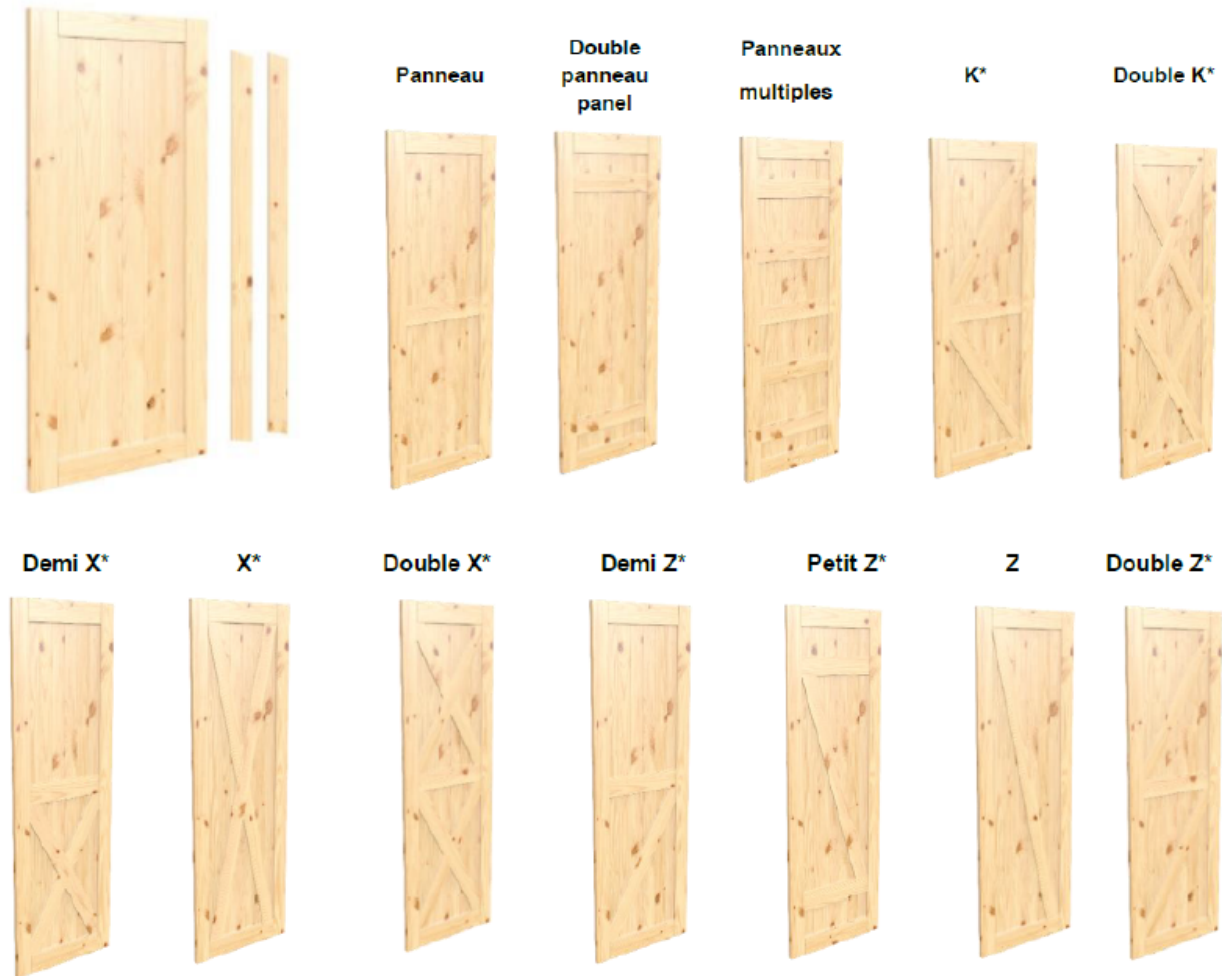 Panneau
Double
panneau
panel
Panneaux
multiples
K*
Double K*
Demi X*
X*
Double X*
Demi Z*
Petit Z*
Z
Double Z*